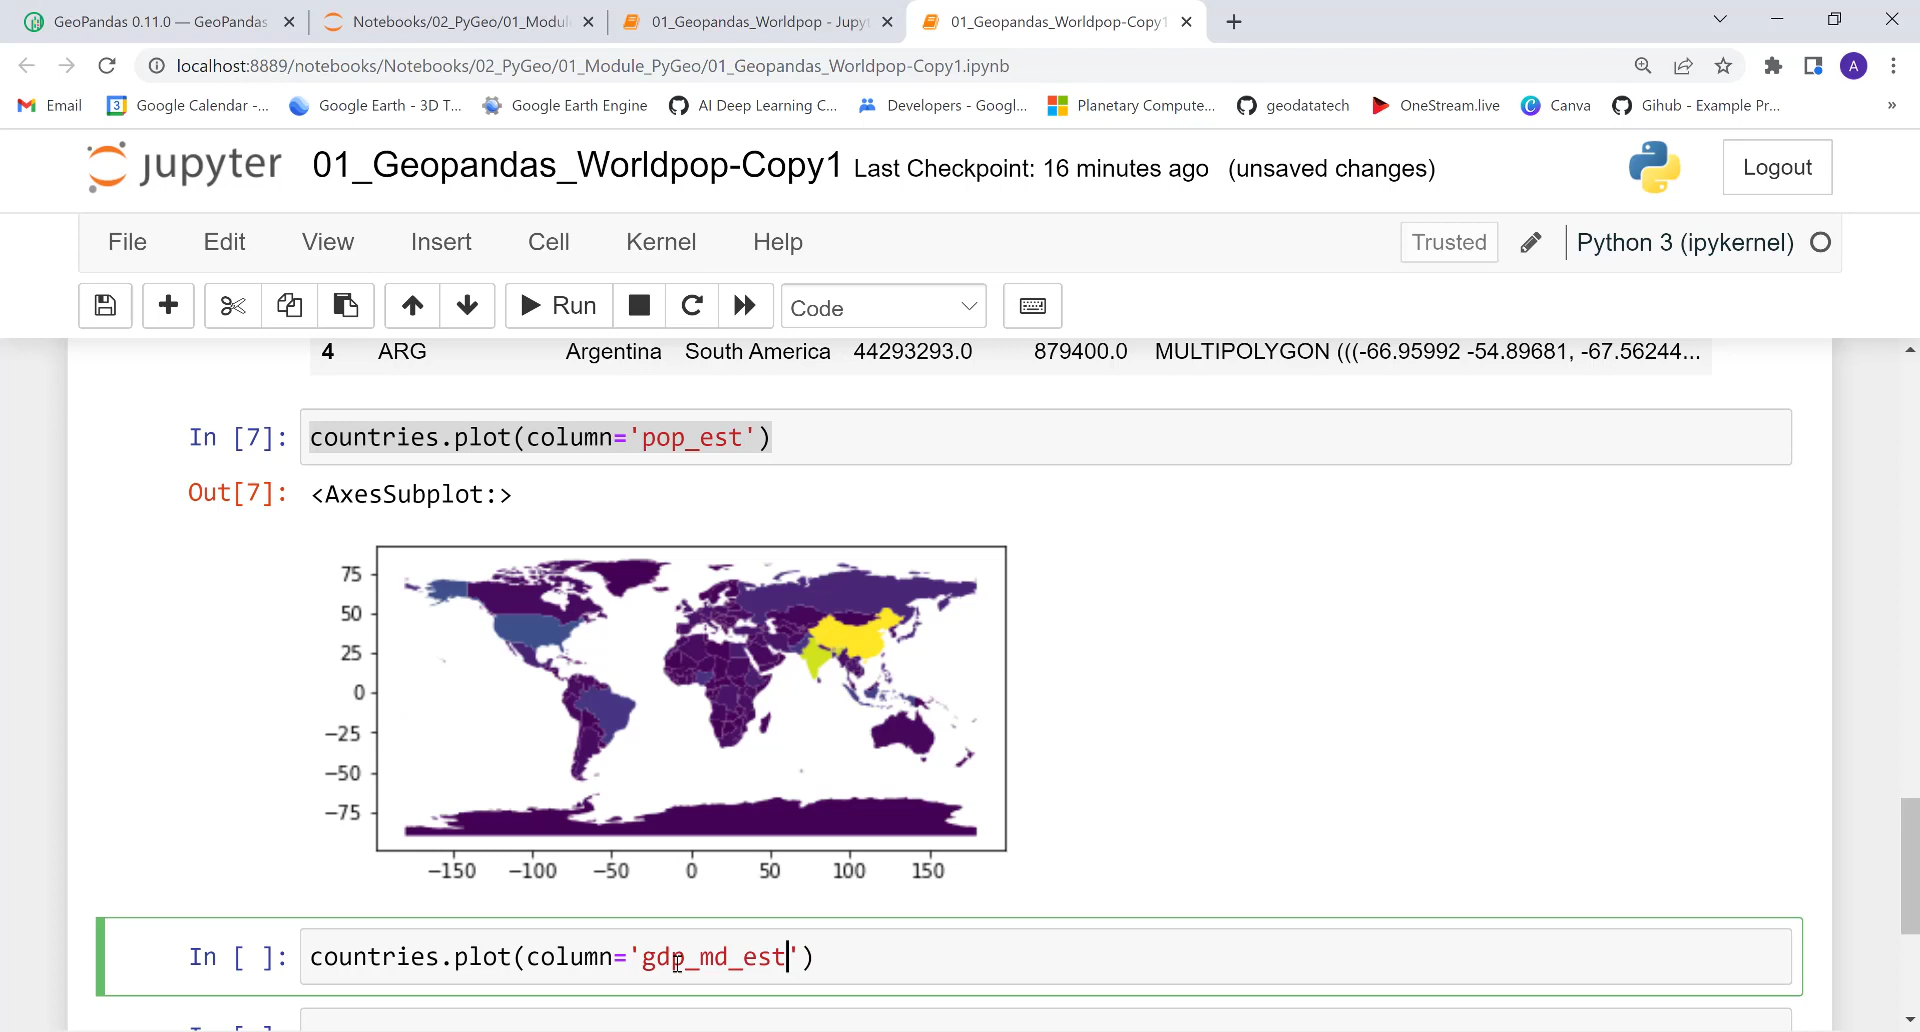 GeoPandas 0.11.0 — GeoPandas
Notebooks/02_PyGeo/01_Modul
01_Geopandas_Worldpop - Jupyt
01_Geopandas_Worldpop-Copy1
localhost:8889/notebooks/Notebooks/02_PyGeo/01_Module_PyGeo/01_Geopandas_Worldpop-Copy1.ipynb
A
Email
3 Google Calendar -...
Google Earth - 3D T...
Google Earth Engine
AI Deep Learning C...
Developers - Googl...
Planetary Compute...
geodatatech
OneStream.live
Canva
Gihub - Example Pr...
»
jupyter 01_Geopandas_Worldpop-Copy1 Last Checkpoint: 16 minutes ago (unsaved changes)
Logout
File Edit View Insert Cell Kernel Help
Trusted
Python 3 (ipykernel)
Run
Code
4 ARG Argentina South America 44293293.0 879400.0 MULTIPOLYGON (((-66.95992 -54.89681, -67.56244...
In [7]: countries.plot(column='pop_est')
Out[7]: <AxesSubplot:>
75
50
25
0
−25
−50
−75
−150 −100 −50 0 50 100 150
In [ ]: countries.plot(column='gdp_md_est')
In [ ]: